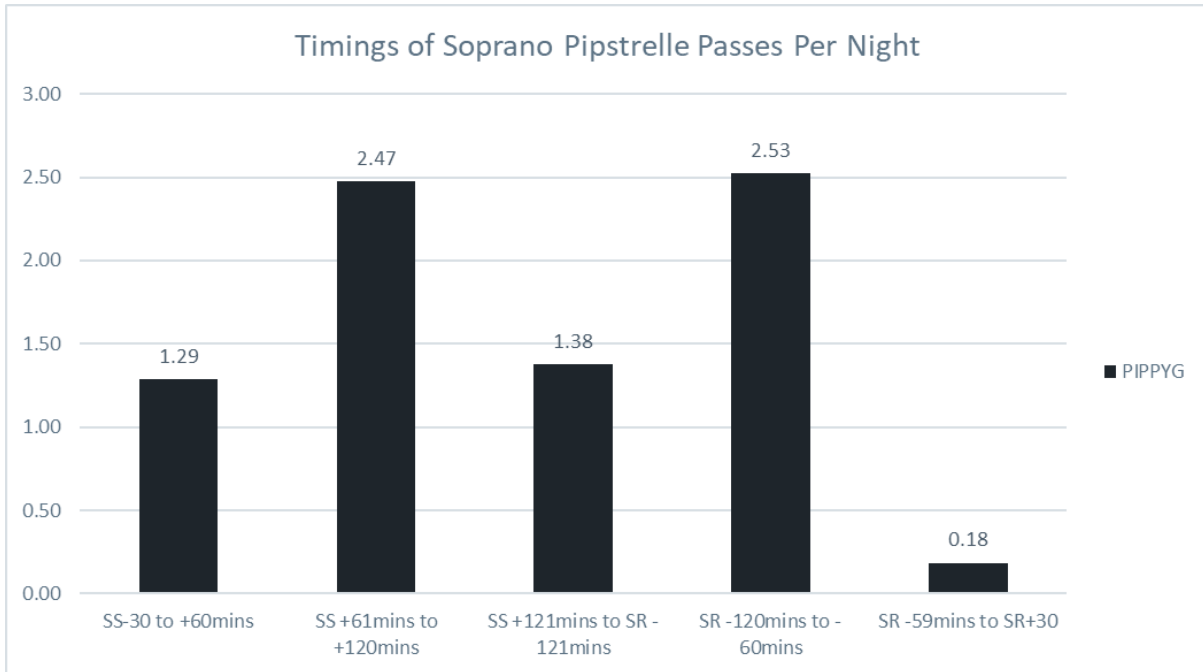 Timings of Soprano Pipstrelle Passes Per Night
3.00
2.50
2.00
1.50
1.00
0.50
0.00
1.29
2.47
1.38
2.53
0.18
SS-30 to +60mins
SS +61mins to
+120mins
SS +121mins to SR -
121mins
SR -120mins to -
60mins
SR -59mins to SR+30
PIPPYG